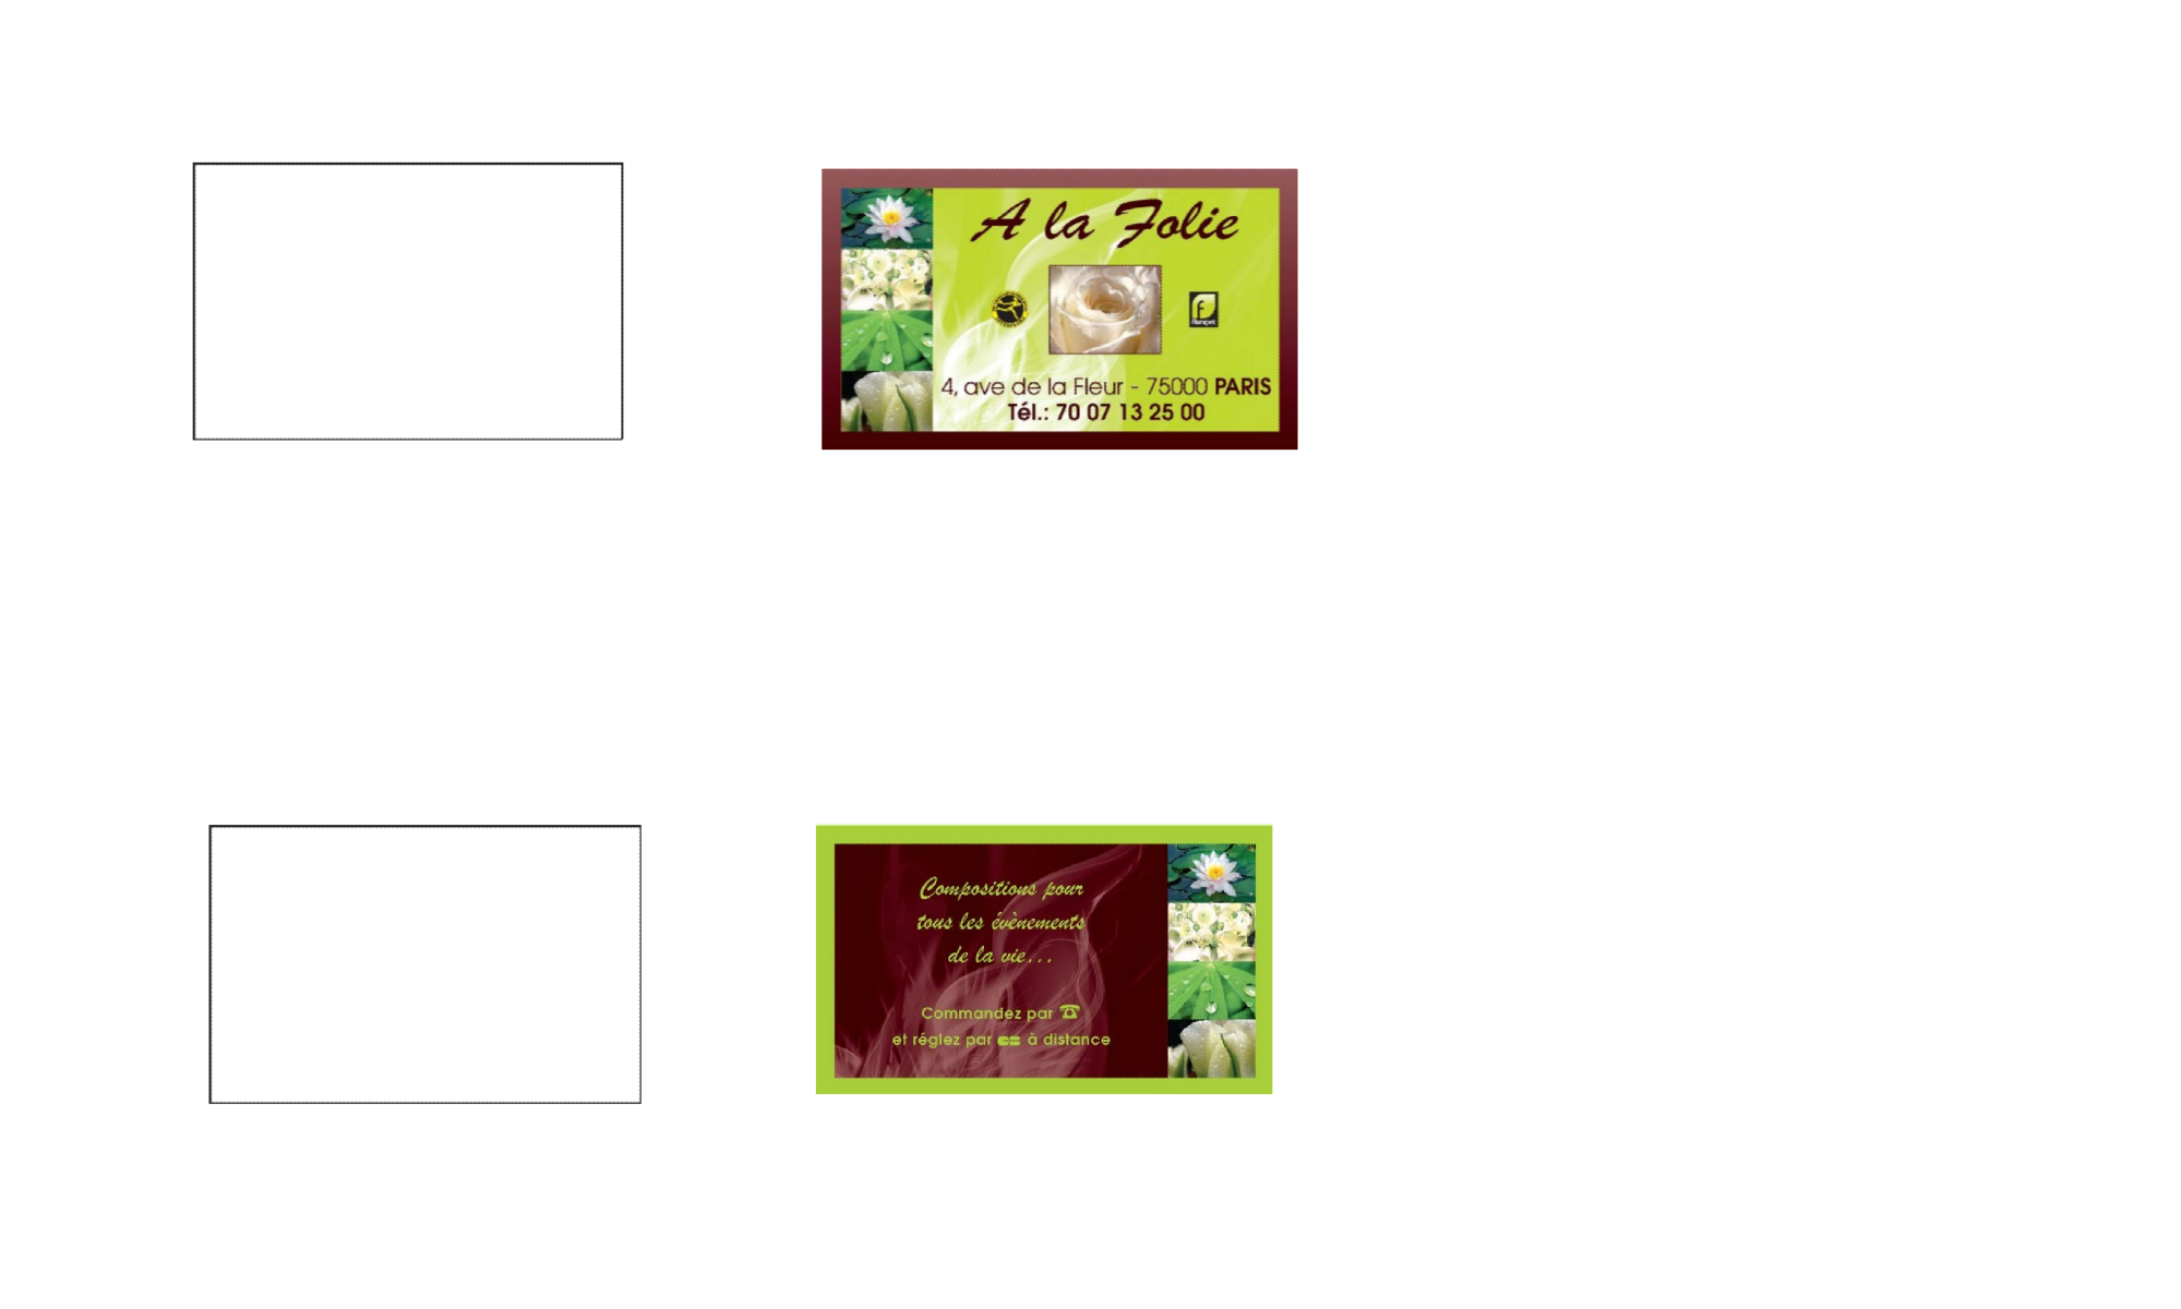 A la Folie
4, ave de la Fleur - 75000 PARIS
Tél.: 70 07 13 25 00
Compositions pour
tous les évènements
de la vie...
Commandez par ☎
et réglez par CB à distance